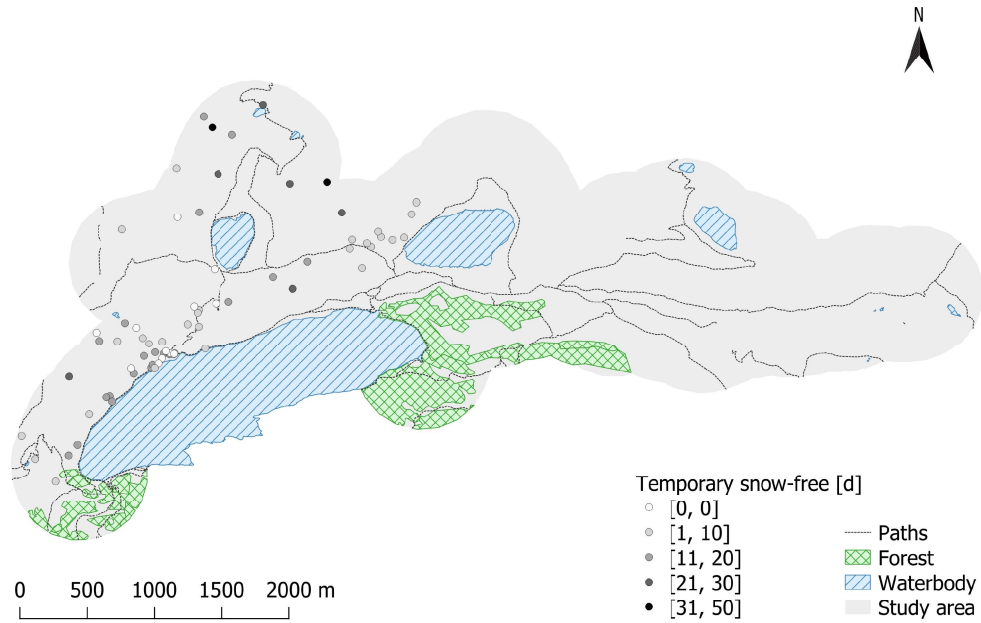 N
Temporary snow-free [d]
[0, 0]
[1, 10]
[11, 20]
[21, 30]
[31, 50]
Paths
Forest
Waterbody
Study area
0 500 1000 1500 2000 m